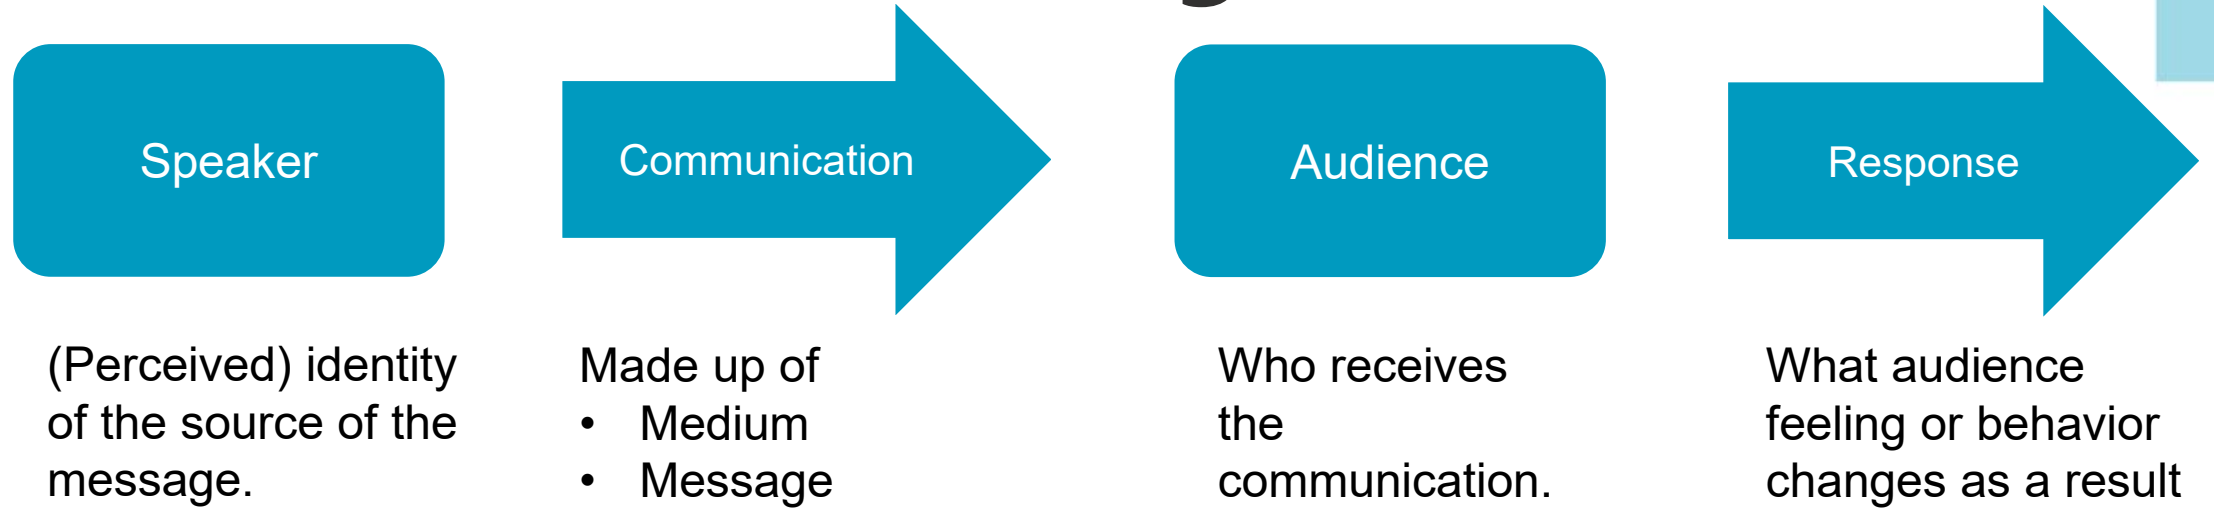 Speaker
Communication
Audience
Response
(Perceived) identity
of the source of the
message.
Made up of
• Medium
• Message
Who receives
the
communication.
What audience
feeling or behavior
changes as a result